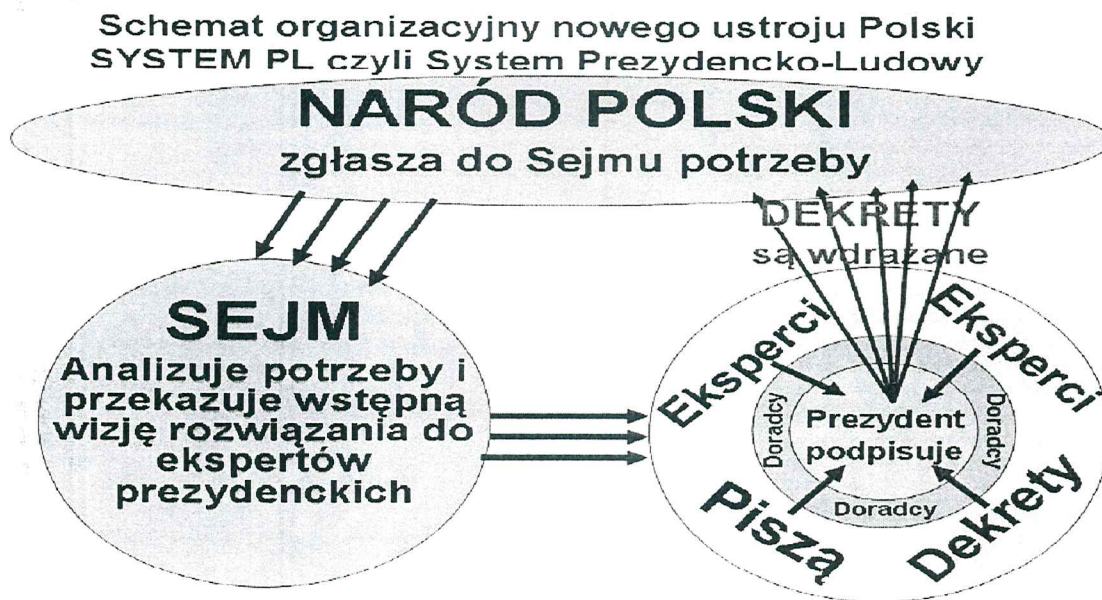 Schemat organizacyjny nowego ustroju Polski
SYSTEM PL czyli System Prezydencko-Ludowy
NARÓD POLSKI
zgłasza do Sejmu potrzeby
DEKRETY
są wdrażane
SEJM
Analizuje potrzeby i
przekazuje wstępną
wizję rozwiązania do
ekspertów
prezydenckich
Eksperci
Eksperci
Doradcy
Prezydent
podpisuje
Doradcy
Doradcy
Piszą
Dekrety